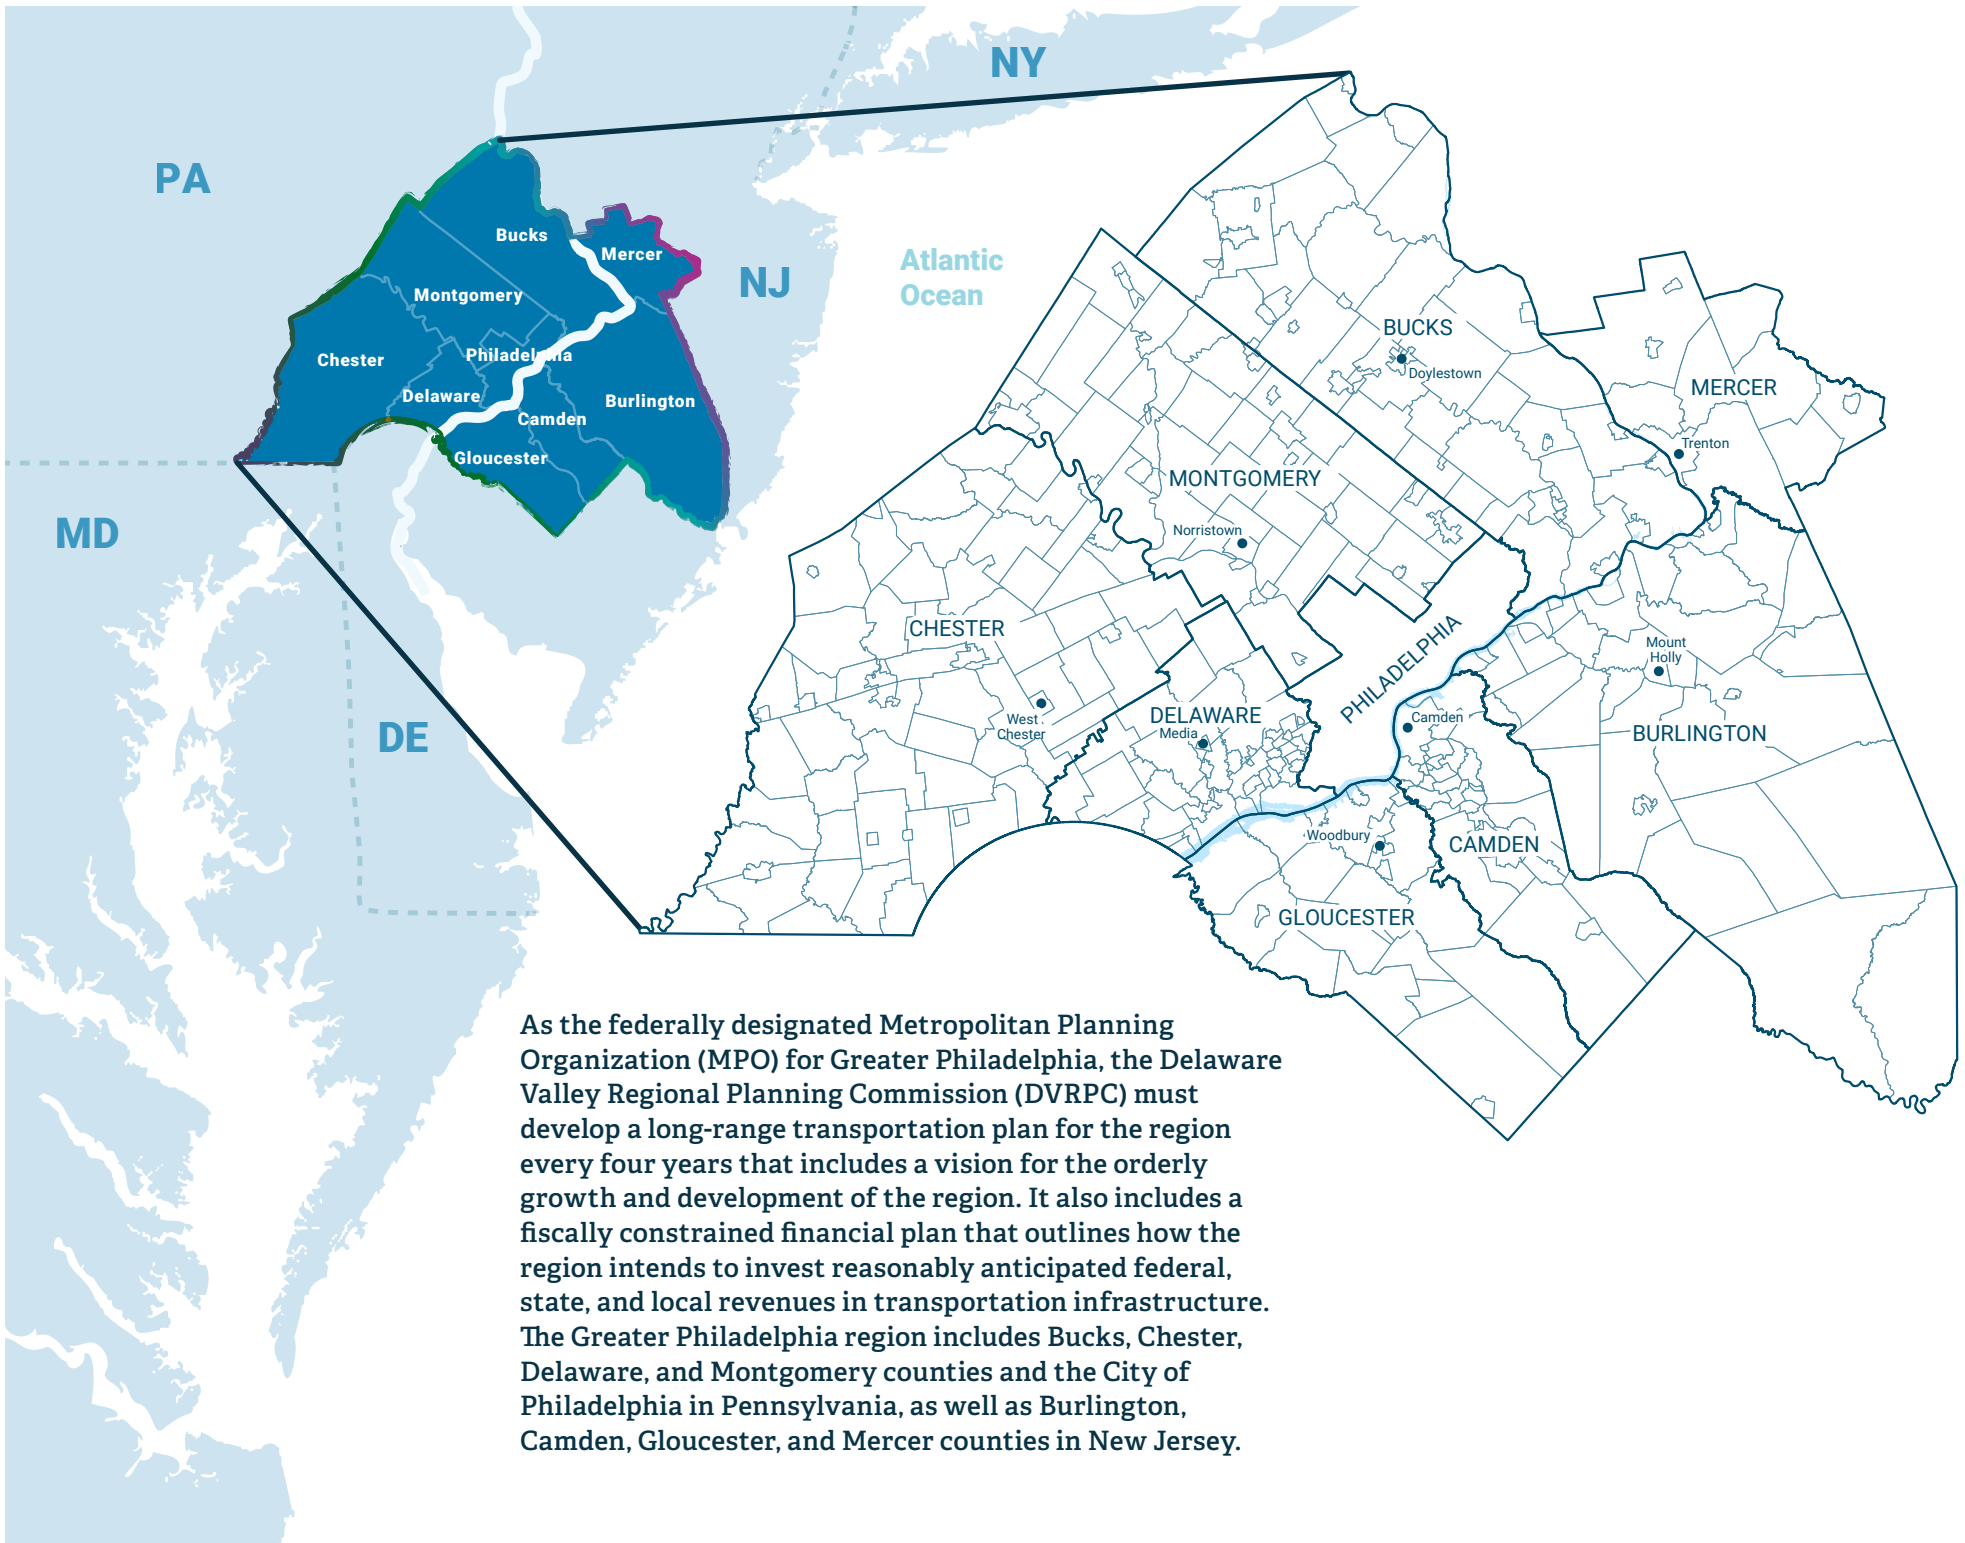 NY
PA
Bucks
Mercer
NJ
Atlantic
Ocean
Montgomery
Chester
Philadelphia
Delaware
Burlington
Camden
Gloucester
MD
DE
BUCKS
Doylestown
MERCER
Trenton
MONTGOMERY
Norristown
CHESTER
West
Chester
DELAWARE
Media
PHILADELPHIA
Camden
Mount
Holly
BURLINGTON
Woodbury
CAMDEN
GLOUCESTER
As the federally designated Metropolitan Planning
Organization (MPO) for Greater Philadelphia, the Delaware
Valley Regional Planning Commission (DVRPC) must
develop a long-range transportation plan for the region
every four years that includes a vision for the orderly
growth and development of the region. It also includes a
fiscally constrained financial plan that outlines how the
region intends to invest reasonably anticipated federal,
state, and local revenues in transportation infrastructure.
The Greater Philadelphia region includes Bucks, Chester,
Delaware, and Montgomery counties and the City of
Philadelphia in Pennsylvania, as well as Burlington,
Camden, Gloucester, and Mercer counties in New Jersey.